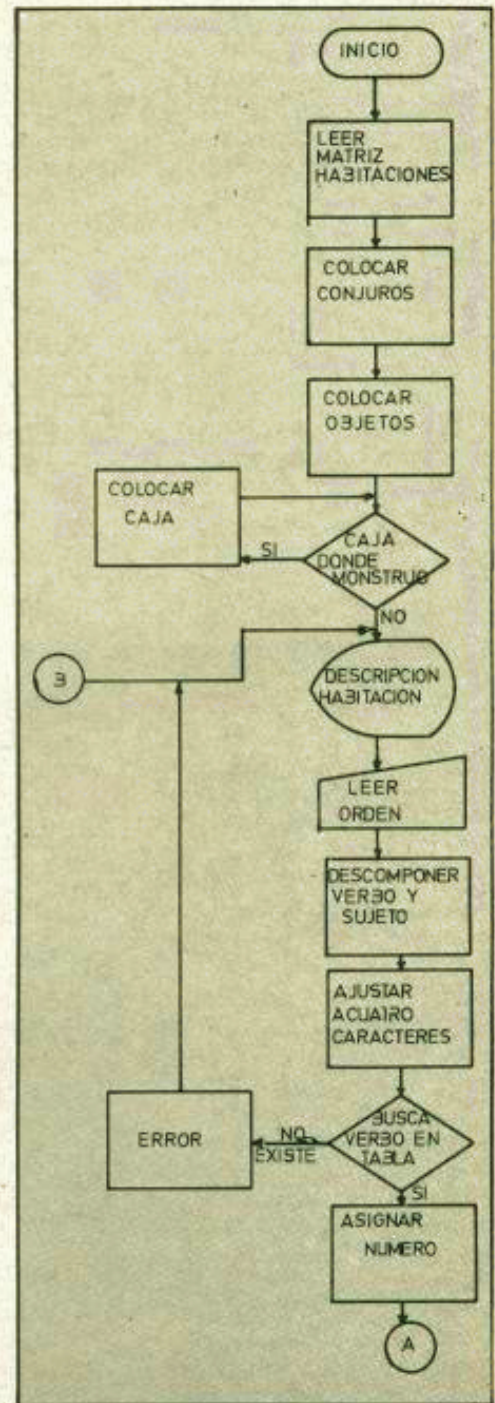 INICIO
LEER
MATRIZ
HABITACIONES
COLOCAR
CONJUROS
COLOCAR
OBJETOS
COLOCAR
CAJA
CAJA
DONDE
MONSTRUO
SI
NO
B
DESCRIPCION
HABITACION
LEER
ORDEN
DESCOMPONER
VERBO Y
SUJETO
AJUSTAR
ACUATRO
CARACTERES
BUSCA
VERBO EN
TABLA
NO
EXISTE
ERROR
SI
ASIGNAR
NUMERO
A